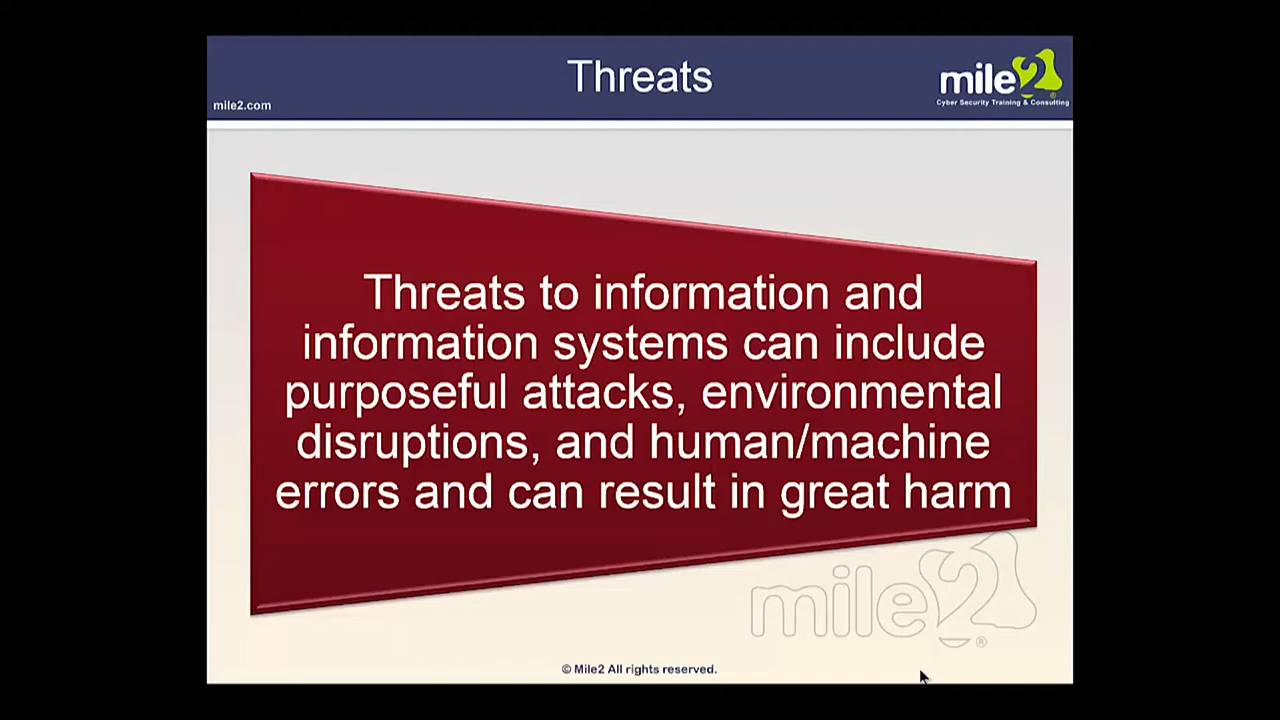 Threats
mile2.com
mile2
Cyber Security Training & Consulting
Threats to information and
information systems can include
purposeful attacks, environmental
disruptions, and human/machine
errors and can result in great harm
mile2 ®
© Mile2 All rights reserved.